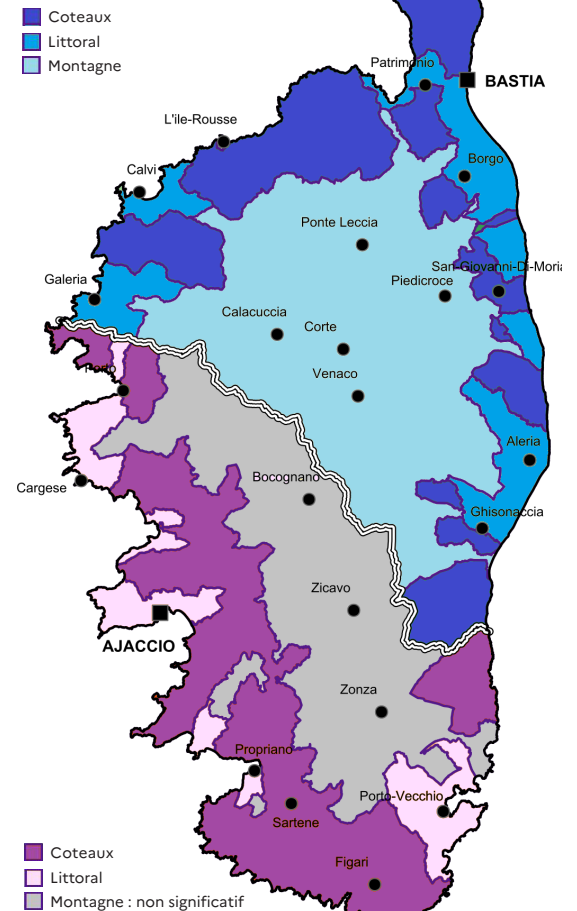 Coteaux
Littoral
Montagne
Patrimonio
BASTIA
L'ile-Rousse
Borgo
Calvi
Ponte Leccia
San-Giovanni-Di-Moria
Piedicroce
Galeria
Calacuccia
Corte
Porto
Venaco
Aleria
Bocognano
Cargese
Ghisonaccia
Zicavo
AJACCIO
Zonza
Propriano
Porto-Vecchio
Sartene
Figari
Coteaux
Littoral
Montagne : non significatif